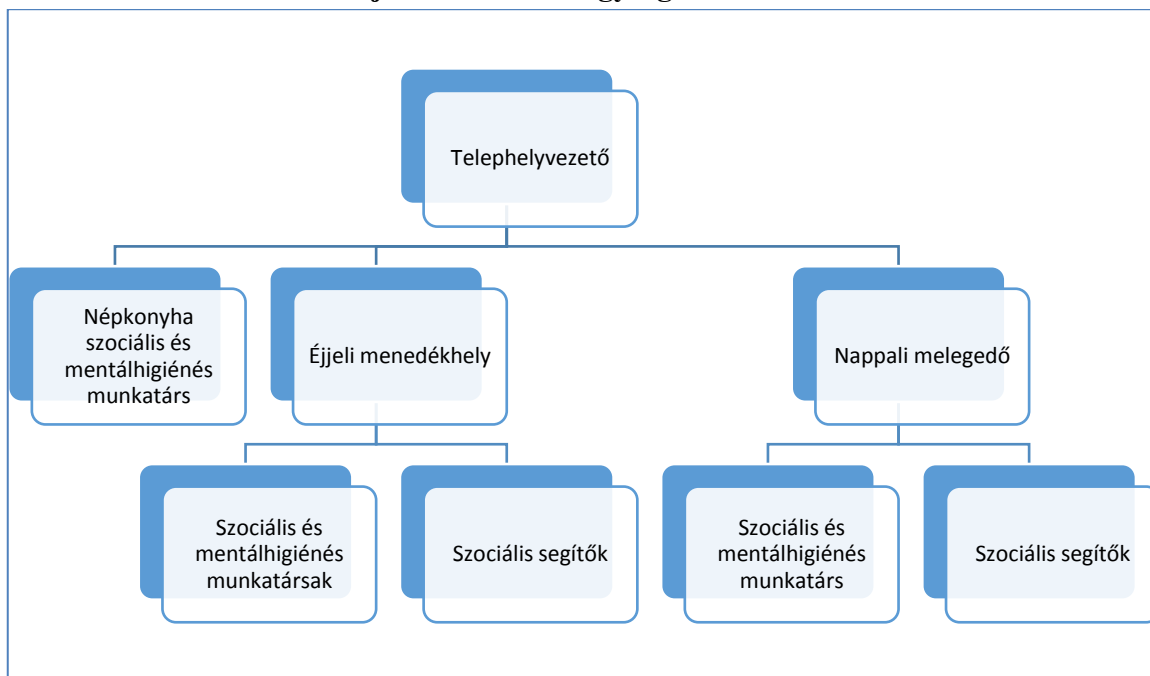 Telephelyvezető
Népkonyha
szociális és
mentálhigiénés
munkatárs
Éjjeli menedékhely
Nappali melegedő
Szociális és
mentálhigiénés
munkatársak
Szociális segítők
Szociális és
mentálhigiénés
munkatárs
Szociális segítők